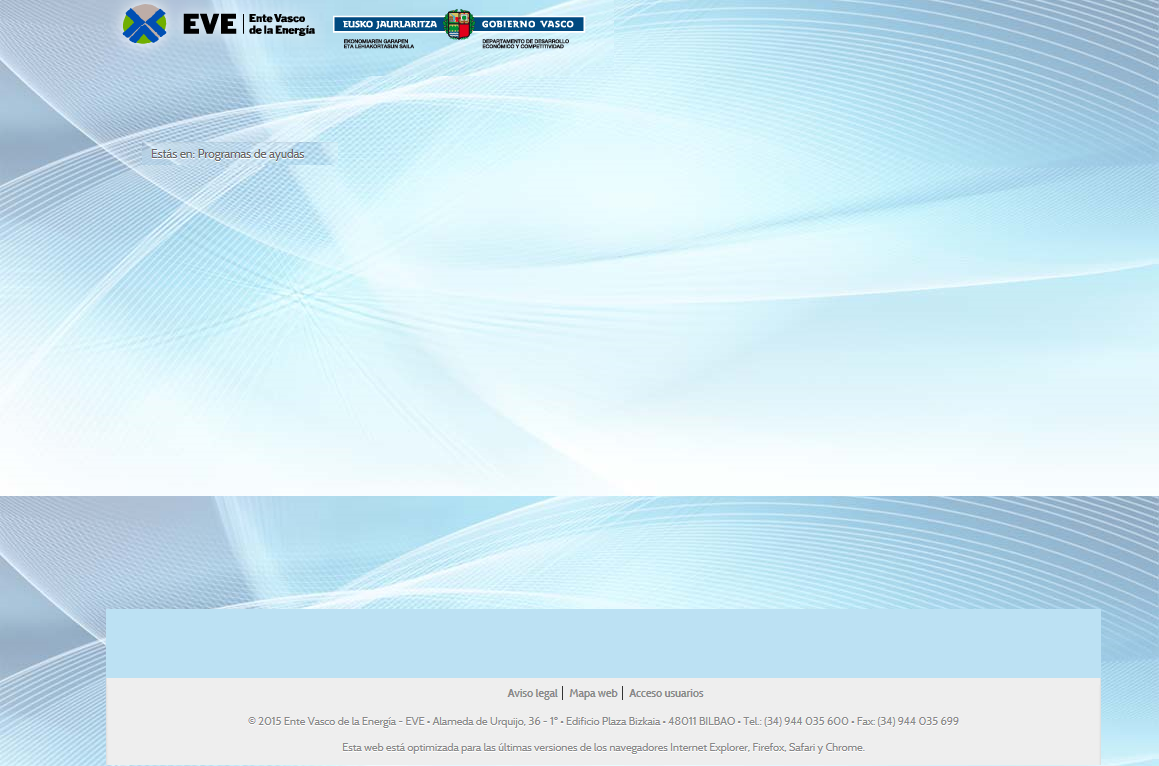 EVE
Ente Vasco
de la Energía
EUSKO JAURLARITZA GOBIERNO VASCO
EKONOMIAREN GARAPEN
ETA LEHIAKORTASUN SAILA
DEPARTAMENTO DE DESARROLLO
ECONÓMICO Y COMPETITIVIDAD
Estás en: Programas de ayudas
Aviso legal | Mapa web | Acceso usuarios
© 2015 Ente Vasco de la Energía - EVE • Alameda de Urquijo, 36 - 1º • Edificio Plaza Bizkaia • 48011 BILBAO • Tel.: (34) 944 035 600 • Fax: (34) 944 035 699
Esta web está optimizada para las últimas versiones de los navegadores Internet Explorer, Firefox, Safari y Chrome.